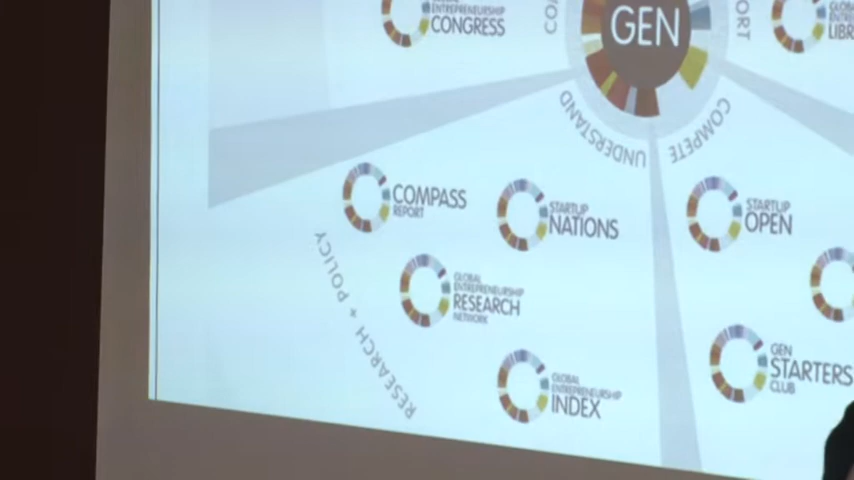 GLOBAL
ENTREPRENEURSHIP
CONGRESS
GEN
UNDERSTAND
COMPETE
COMPASS
REPORT
STARTUP
NATIONS
STARTUP
OPEN
GLOBAL
ENTREPRENEURSHIP
RESEARCH
NETWORK
RESEARCH + POLICY
GLOBAL
ENTREPRENEURSHIP
INDEX
GEN
STARTERS
CLUB